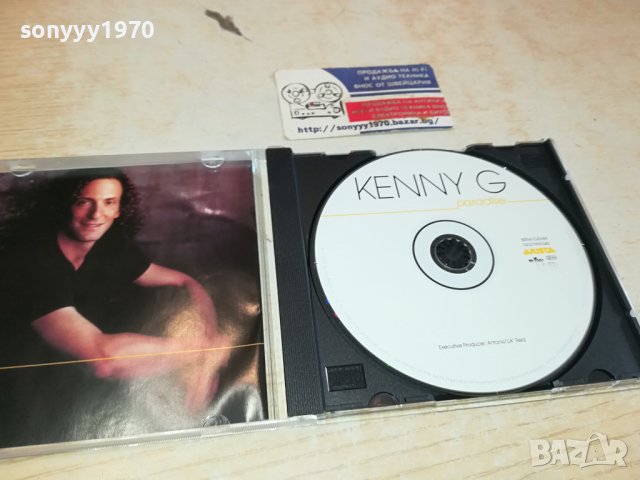 sonyyy1970
ПРОДАЖБА НА HI-FI
И АУДИО ТЕХНИКА
ВНОС ОТ ШВЕЙЦАРИЯ
http://sonyyy1970.bazar.bg/
KENNY G
paradise
ARISTA
Executive Producer: Antonio "LA" Reid
BAZAR